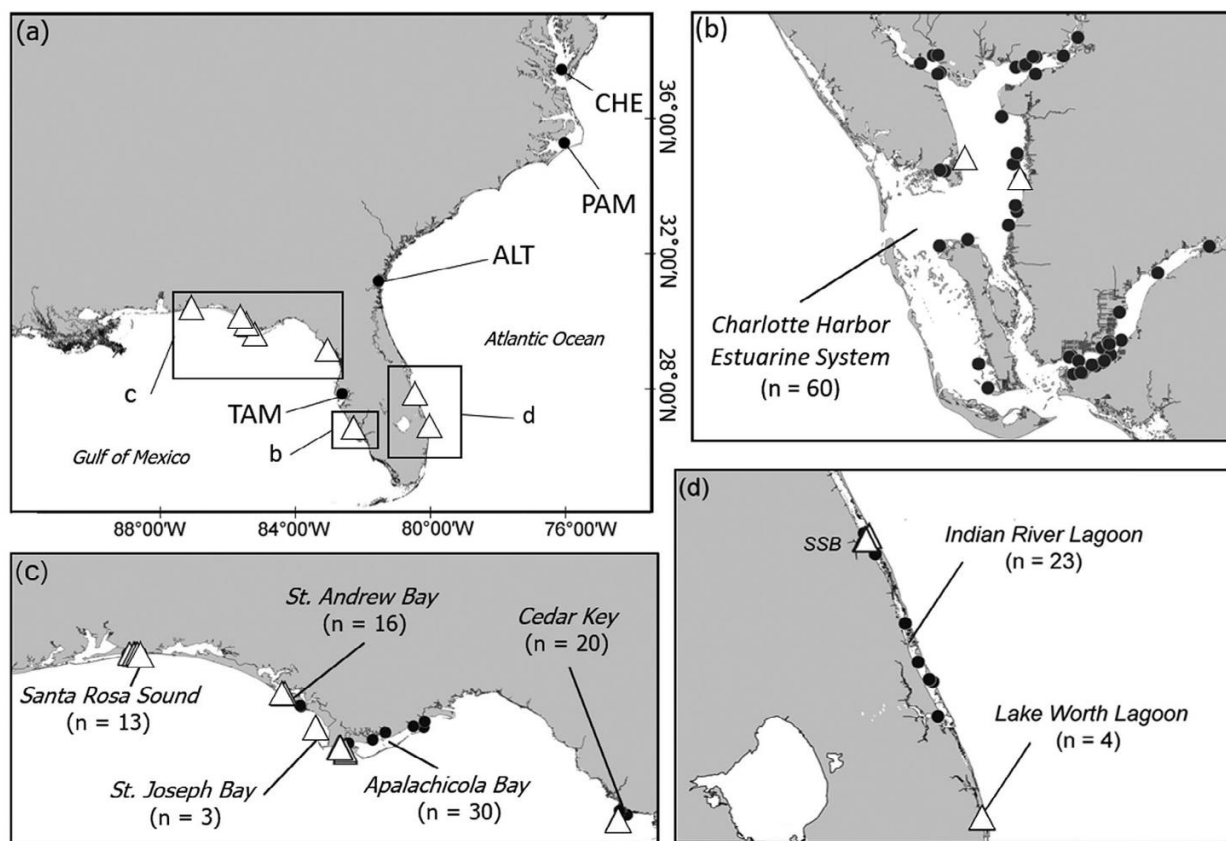 (a)
CHE
PAM
ALT
Atlantic Ocean
c
TAM
b
d
Gulf of Mexico
36°00'N
32°00'N
28°00'N
88°00'W
84°00'W
80°00'W
76°00'W
(b)
Charlotte Harbor
Estuarine System
(n = 60)
(c)
St. Andrew Bay
(n = 16)
Cedar Key
(n = 20)
Santa Rosa Sound
(n = 13)
St. Joseph Bay
(n = 3)
Apalachicola Bay
(n = 30)
(d)
SSB
Indian River Lagoon
(n = 23)
Lake Worth Lagoon
(n = 4)